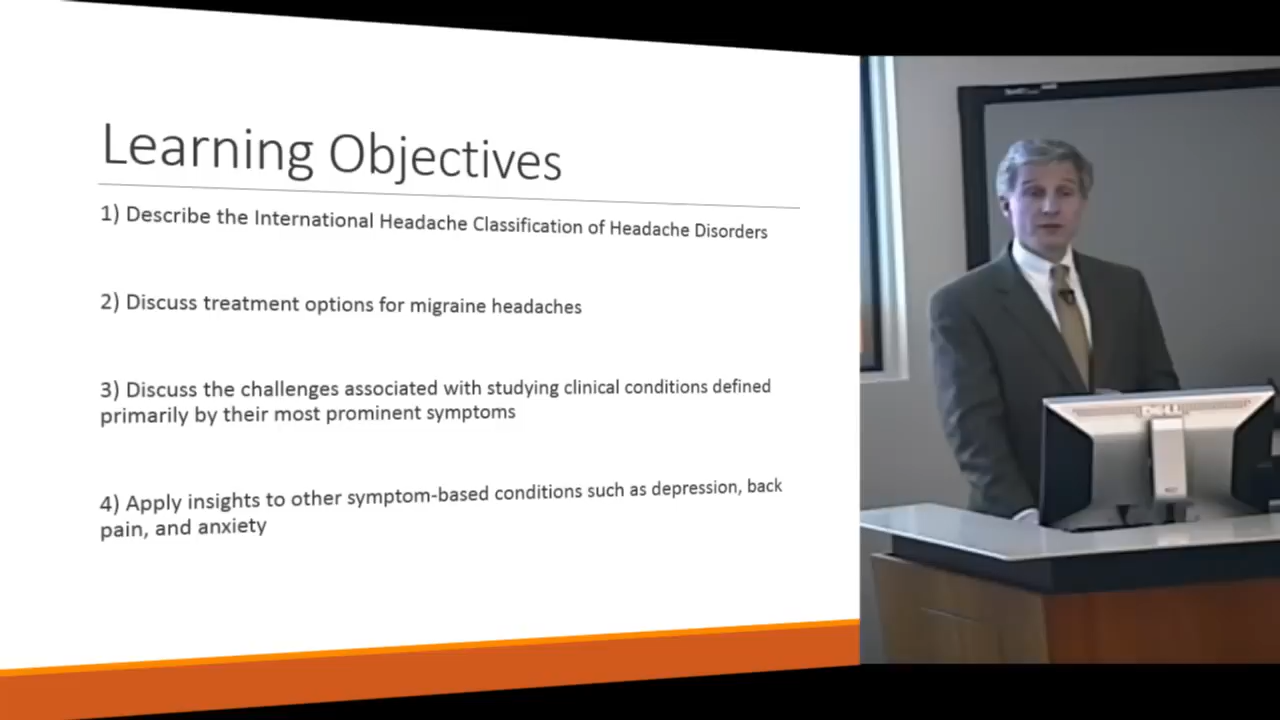 Learning Objectives
1) Describe the International Headache Classification of Headache Disorders
2) Discuss treatment options for migraine headaches
3) Discuss the challenges associated with studying clinical conditions defined
primarily by their most prominent symptoms
4) Apply insights to other symptom-based conditions such as depression, back
pain, and anxiety
DELL